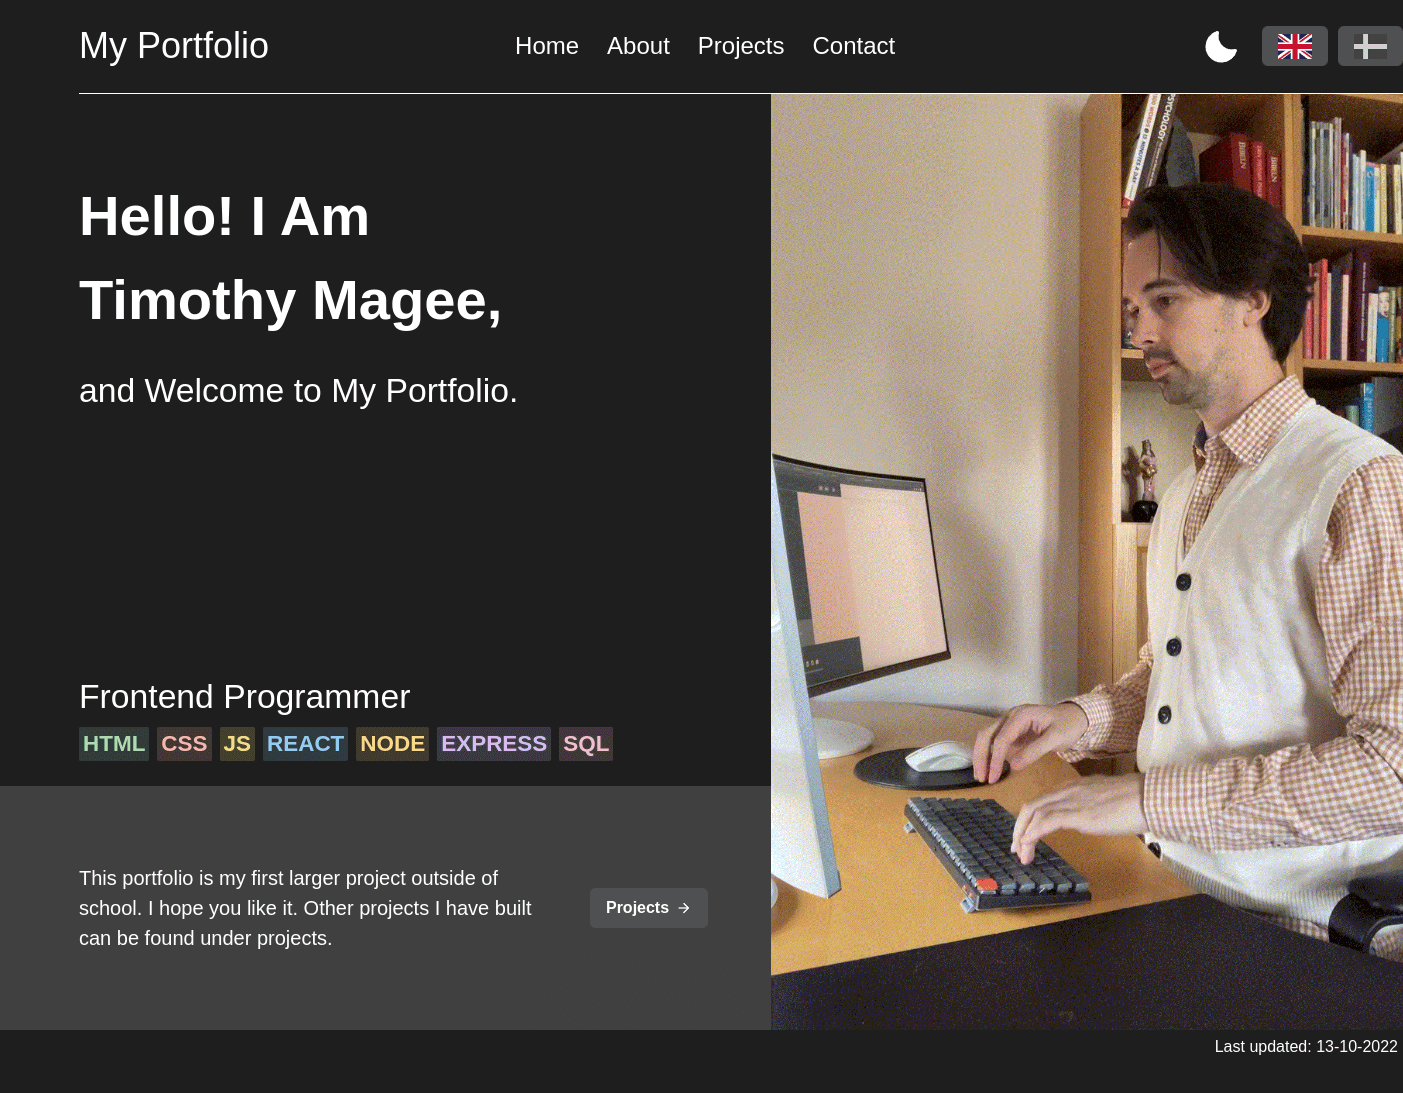 My Portfolio
Home About Projects Contact
Hello! I Am
Timothy Magee,
and Welcome to My Portfolio.
PSYCHOLOGY
BIBELN
Frontend Programmer
HTML CSS JS REACT NODE EXPRESS SQL
This portfolio is my first larger project outside of
school. I hope you like it. Other projects I have built
can be found under projects.
Projects
Last updated: 13-10-2022